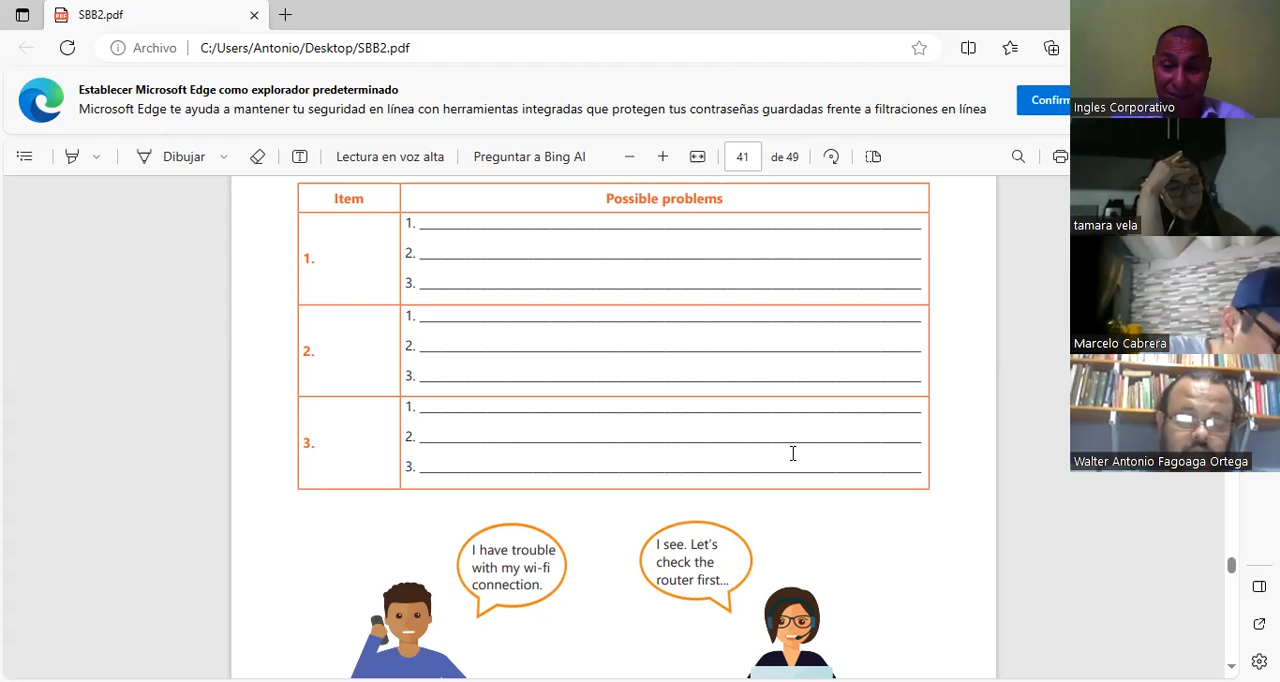 SBB2.pdf
Archivo
C:/Users/Antonio/Desktop/SBB2.pdf
Establecer Microsoft Edge como explorador predeterminado
Microsoft Edge te ayuda a mantener tu seguridad en línea con herramientas integradas que protegen tus contraseñas guardadas frente a filtraciones en línea
Confirm
Dibujar
Lectura en voz alta
Preguntar a Bing AI
41
de 49
Item
Possible problems
1.
1.
2.
3.
2.
1.
2.
3.
3.
1.
2.
3.
I have trouble
with my wi-fi
connection.
I see. Let's
check the
router first...
Ingles Corporativo
tamara vela
Marcelo Cabrera
Walter Antonio Fagoaga Ortega